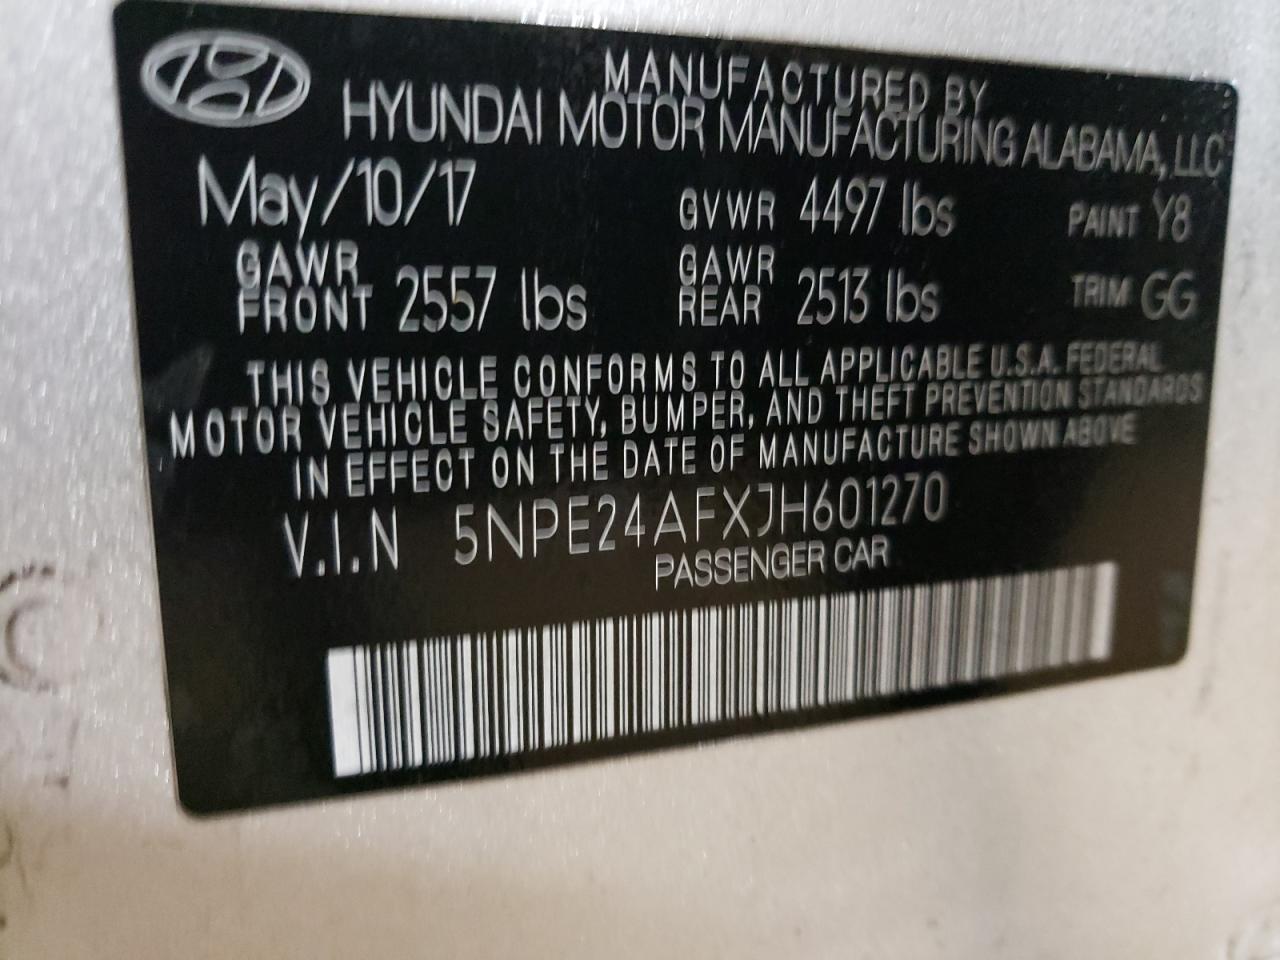 MANUFACTURED BY
HYUNDAI MOTOR MANUFACTURING ALABAMA, LLC
May/10/17 GVWR 4497 lbs PAINT Y8
GAWR FRONT 2557 lbs GAWR REAR 2513 lbs TRIM GG
THIS VEHICLE CONFORMS TO ALL APPLICABLE U.S.A. FEDERAL
MOTOR VEHICLE SAFETY, BUMPER, AND THEFT PREVENTION STANDARDS
IN EFFECT ON THE DATE OF MANUFACTURE SHOWN ABOVE
V.I.N 5NPE24AFXJH601270
PASSENGER CAR